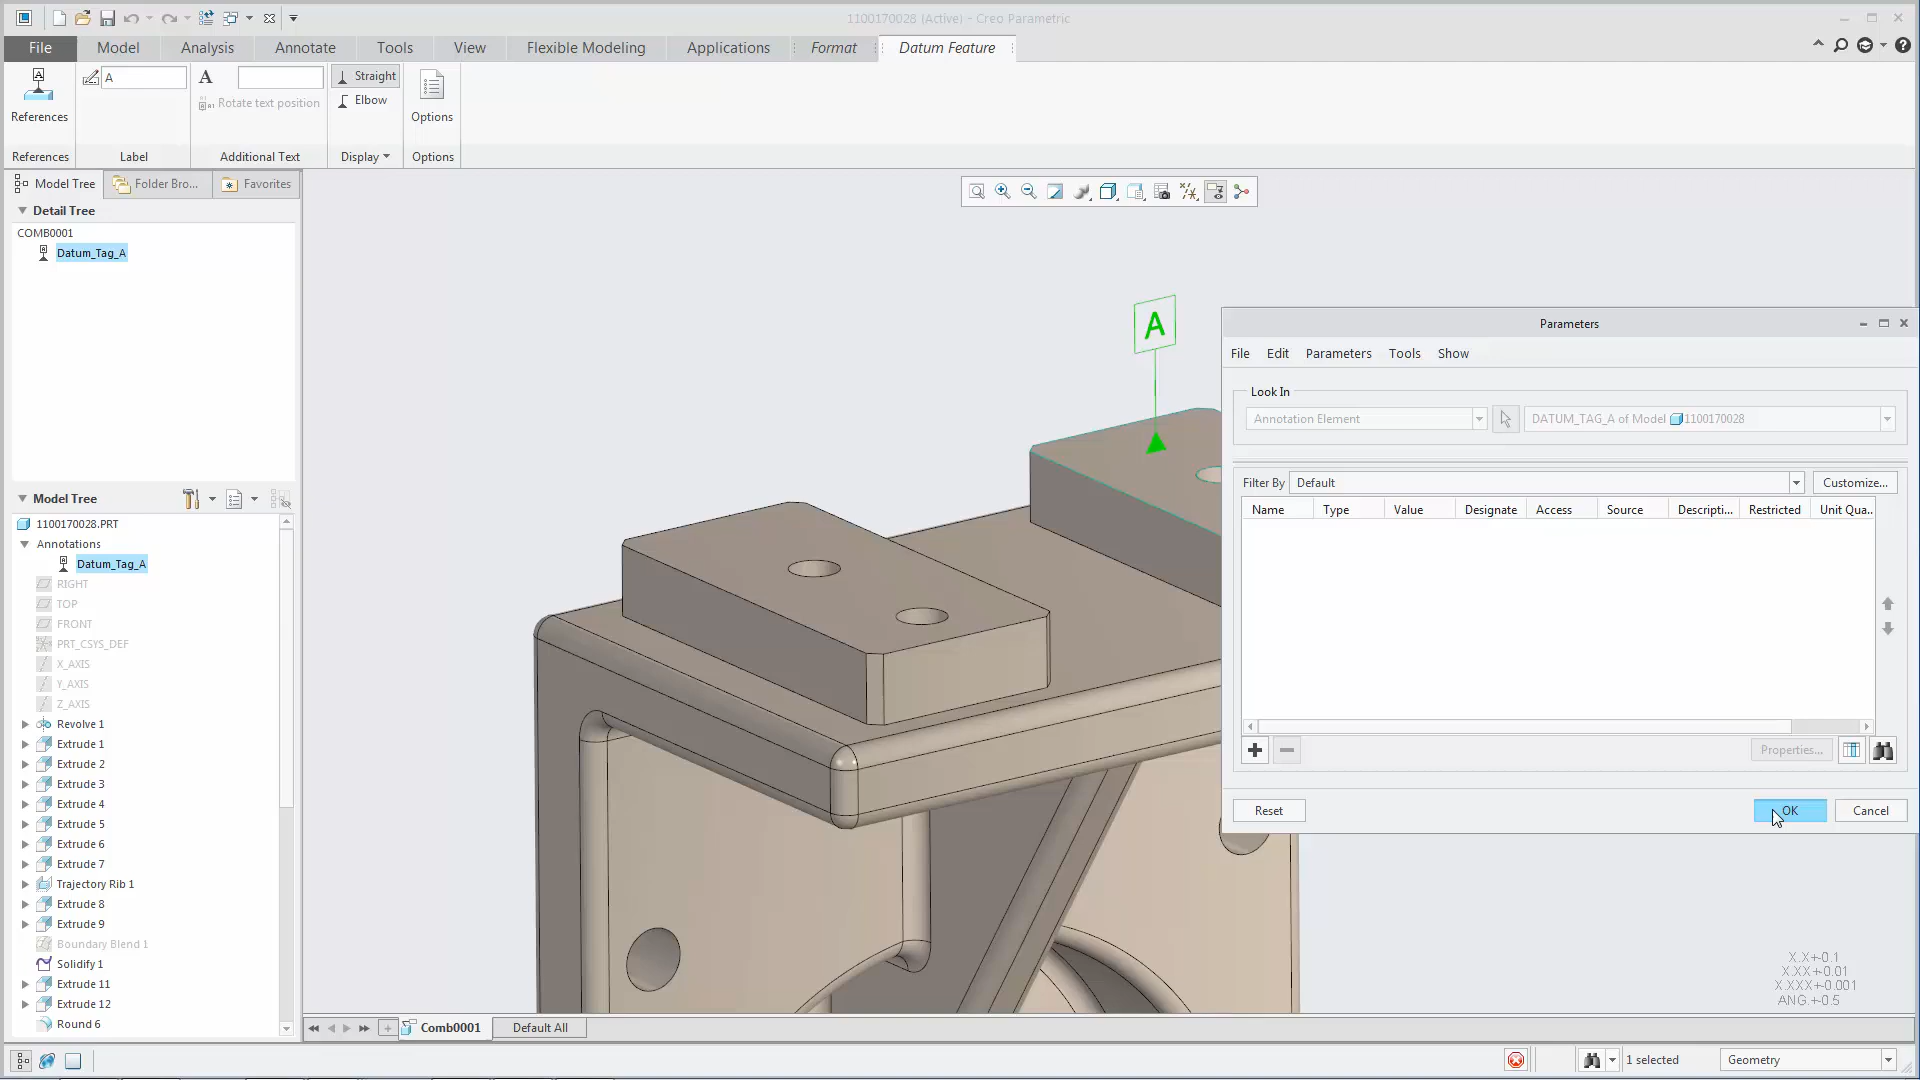 1100170028 (Active) - Creo Parametric
File Model Analysis Annotate Tools View Flexible Modeling Applications Format Datum Feature
A A Straight
Rotate text position Elbow
References Options
References Label Additional Text Display Options
Model Tree Folder Bro... Favorites
Detail Tree
COMB0001
Datum_Tag_A
Model Tree
1100170028.PRT
Annotations
Datum_Tag_A
RIGHT
TOP
FRONT
PRT_CSYS_DEF
X_AXIS
Y_AXIS
Z_AXIS
Revolve 1
Extrude 1
Extrude 2
Extrude 3
Extrude 4
Extrude 5
Extrude 6
Extrude 7
Trajectory Rib 1
Extrude 8
Extrude 9
Boundary Blend 1
Solidify 1
Extrude 11
Extrude 12
Round 6
A
Parameters
File Edit Parameters Tools Show
Look In
Annotation Element DATUM_TAG_A of Model 1100170028
Filter By Default Customize...
Name Type Value Designate Access Source Descripti... Restricted Unit Qua..
Properties...
Reset OK Cancel
X.X+-0.1
X.XX+-0.01
X.XXX+-0.001
ANG.+-0.5
Comb0001 Default All
1 selected Geometry